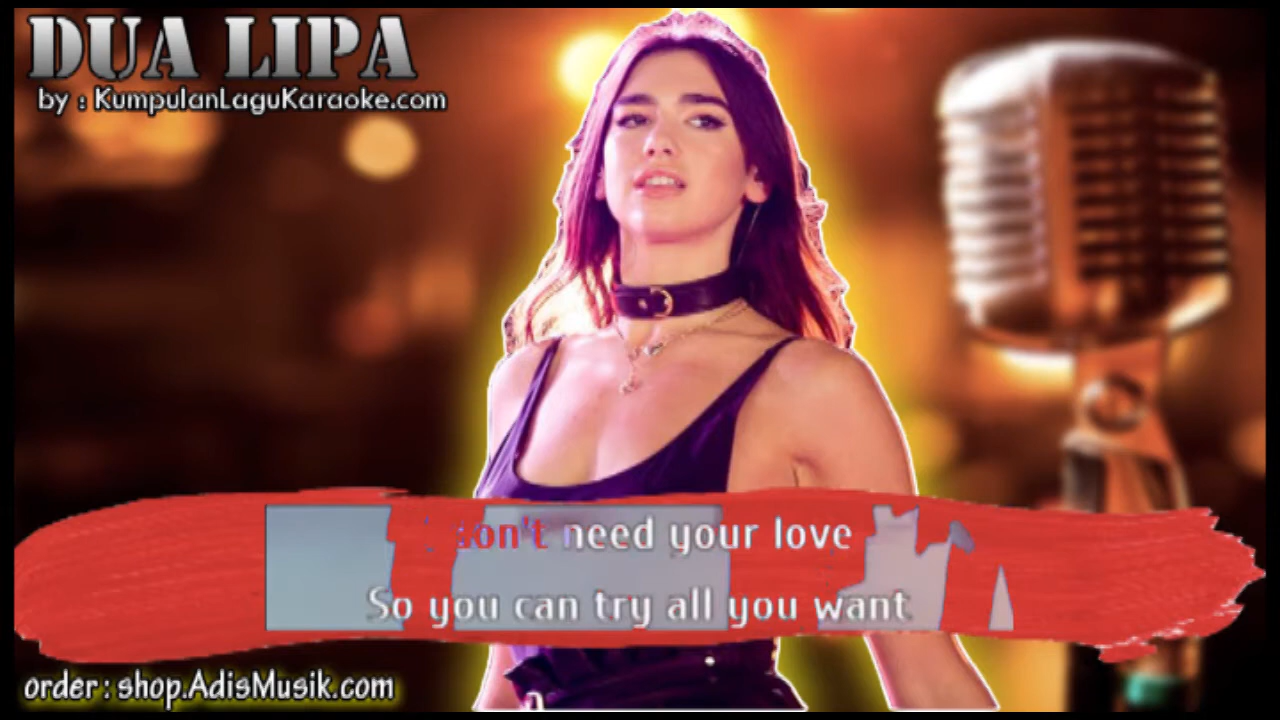 DUA LIPA
by : KumpulanLaguKaraoke.com
don't need your love
So you can try all you want
order : shop.AdisMusik.com